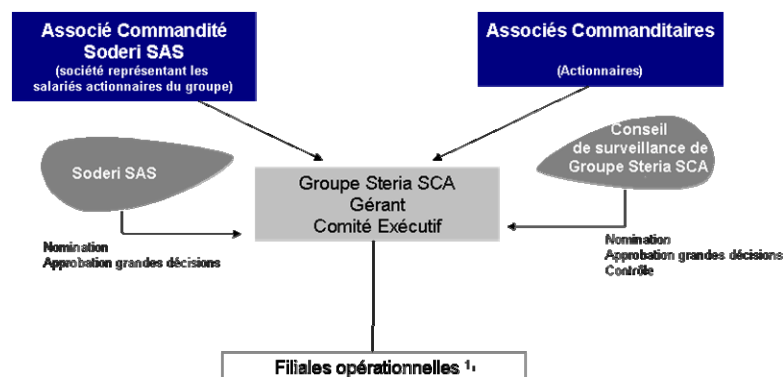 Associé Commandité
Soderi SAS
(société représentant les
salariés actionnaires du groupe)
Associés Commanditaires
(Actionnaires)
Soderi SAS
Conseil
de surveillance de
Groupe Steria SCA
Groupe Steria SCA
Gérant
Comité Exécutif
Nomination
Approbation grandes décisions
Nomination
Approbation grandes décisions
Contrôle
Filiales opérationnelles ¹